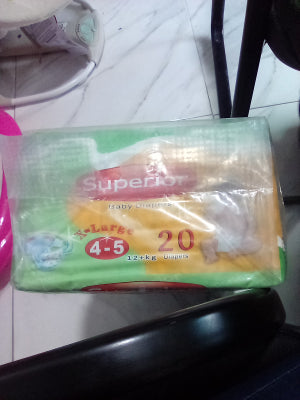 Superior
Baby Diapers
X-Large
4-5
20
12+kg Diapers